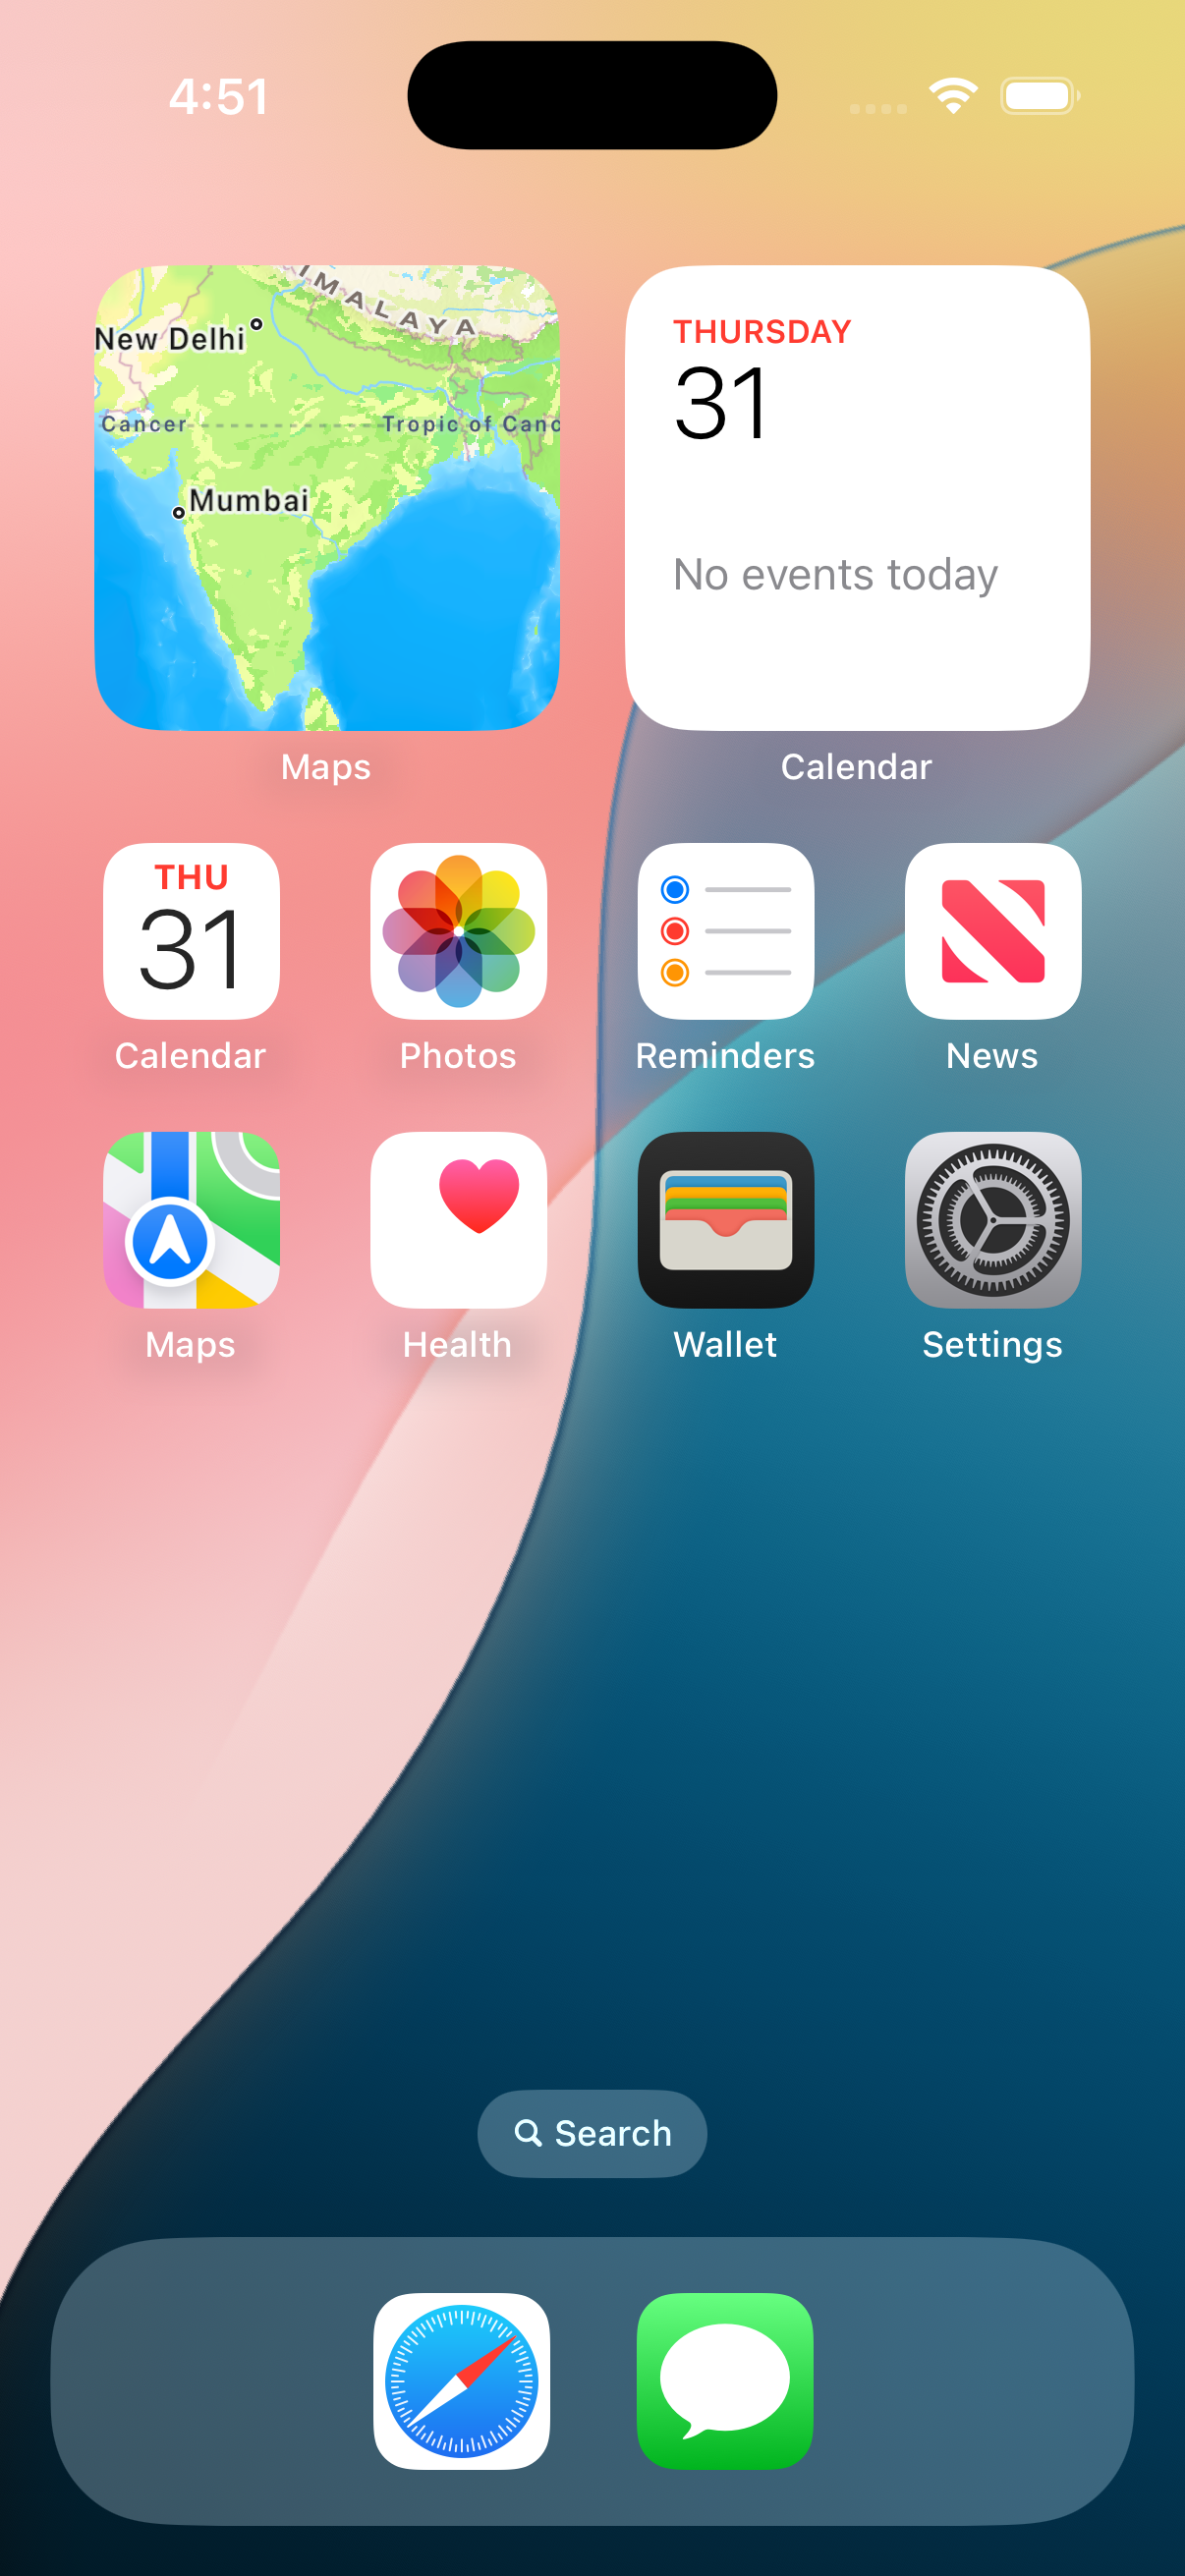 4:51
IMALAYA
New Delhi
Cancer
Tropic of Canc
Mumbai
THURSDAY
31
No events today
Maps
Calendar
THU
31
Calendar
Photos
Reminders
News
Maps
Health
Wallet
Settings
Search